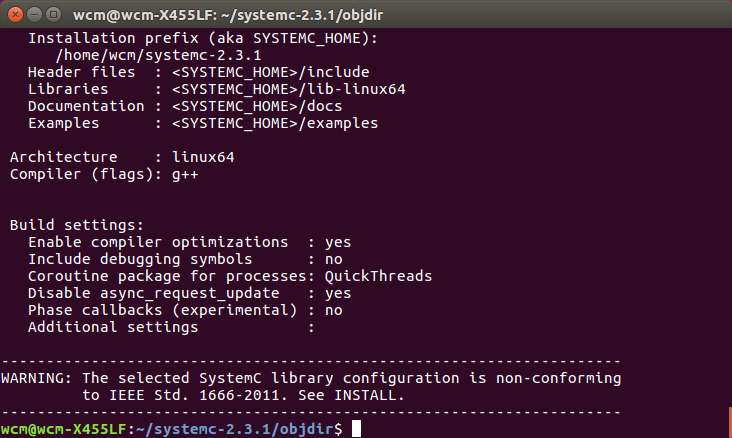 wcm@wcm-X455LF: ~/systemc-2.3.1/objdir
Installation prefix (aka SYSTEMC_HOME):
/home/wcm/systemc-2.3.1
Header files  : <SYSTEMC_HOME>/include
Libraries     : <SYSTEMC_HOME>/lib-linux64
Documentation : <SYSTEMC_HOME>/docs
Examples      : <SYSTEMC_HOME>/examples
Architecture    : linux64
Compiler (flags): g++
Build settings:
Enable compiler optimizations  : yes
Include debugging symbols      : no
Coroutine package for processes: QuickThreads
Disable async_request_update   : yes
Phase callbacks (experimental) : no
Additional settings            :
---------------------------------------------------------------------
WARNING: The selected SystemC library configuration is non-conforming
to IEEE Std. 1666-2011. See INSTALL.
---------------------------------------------------------------------
wcm@wcm-X455LF:~/systemc-2.3.1/objdir$